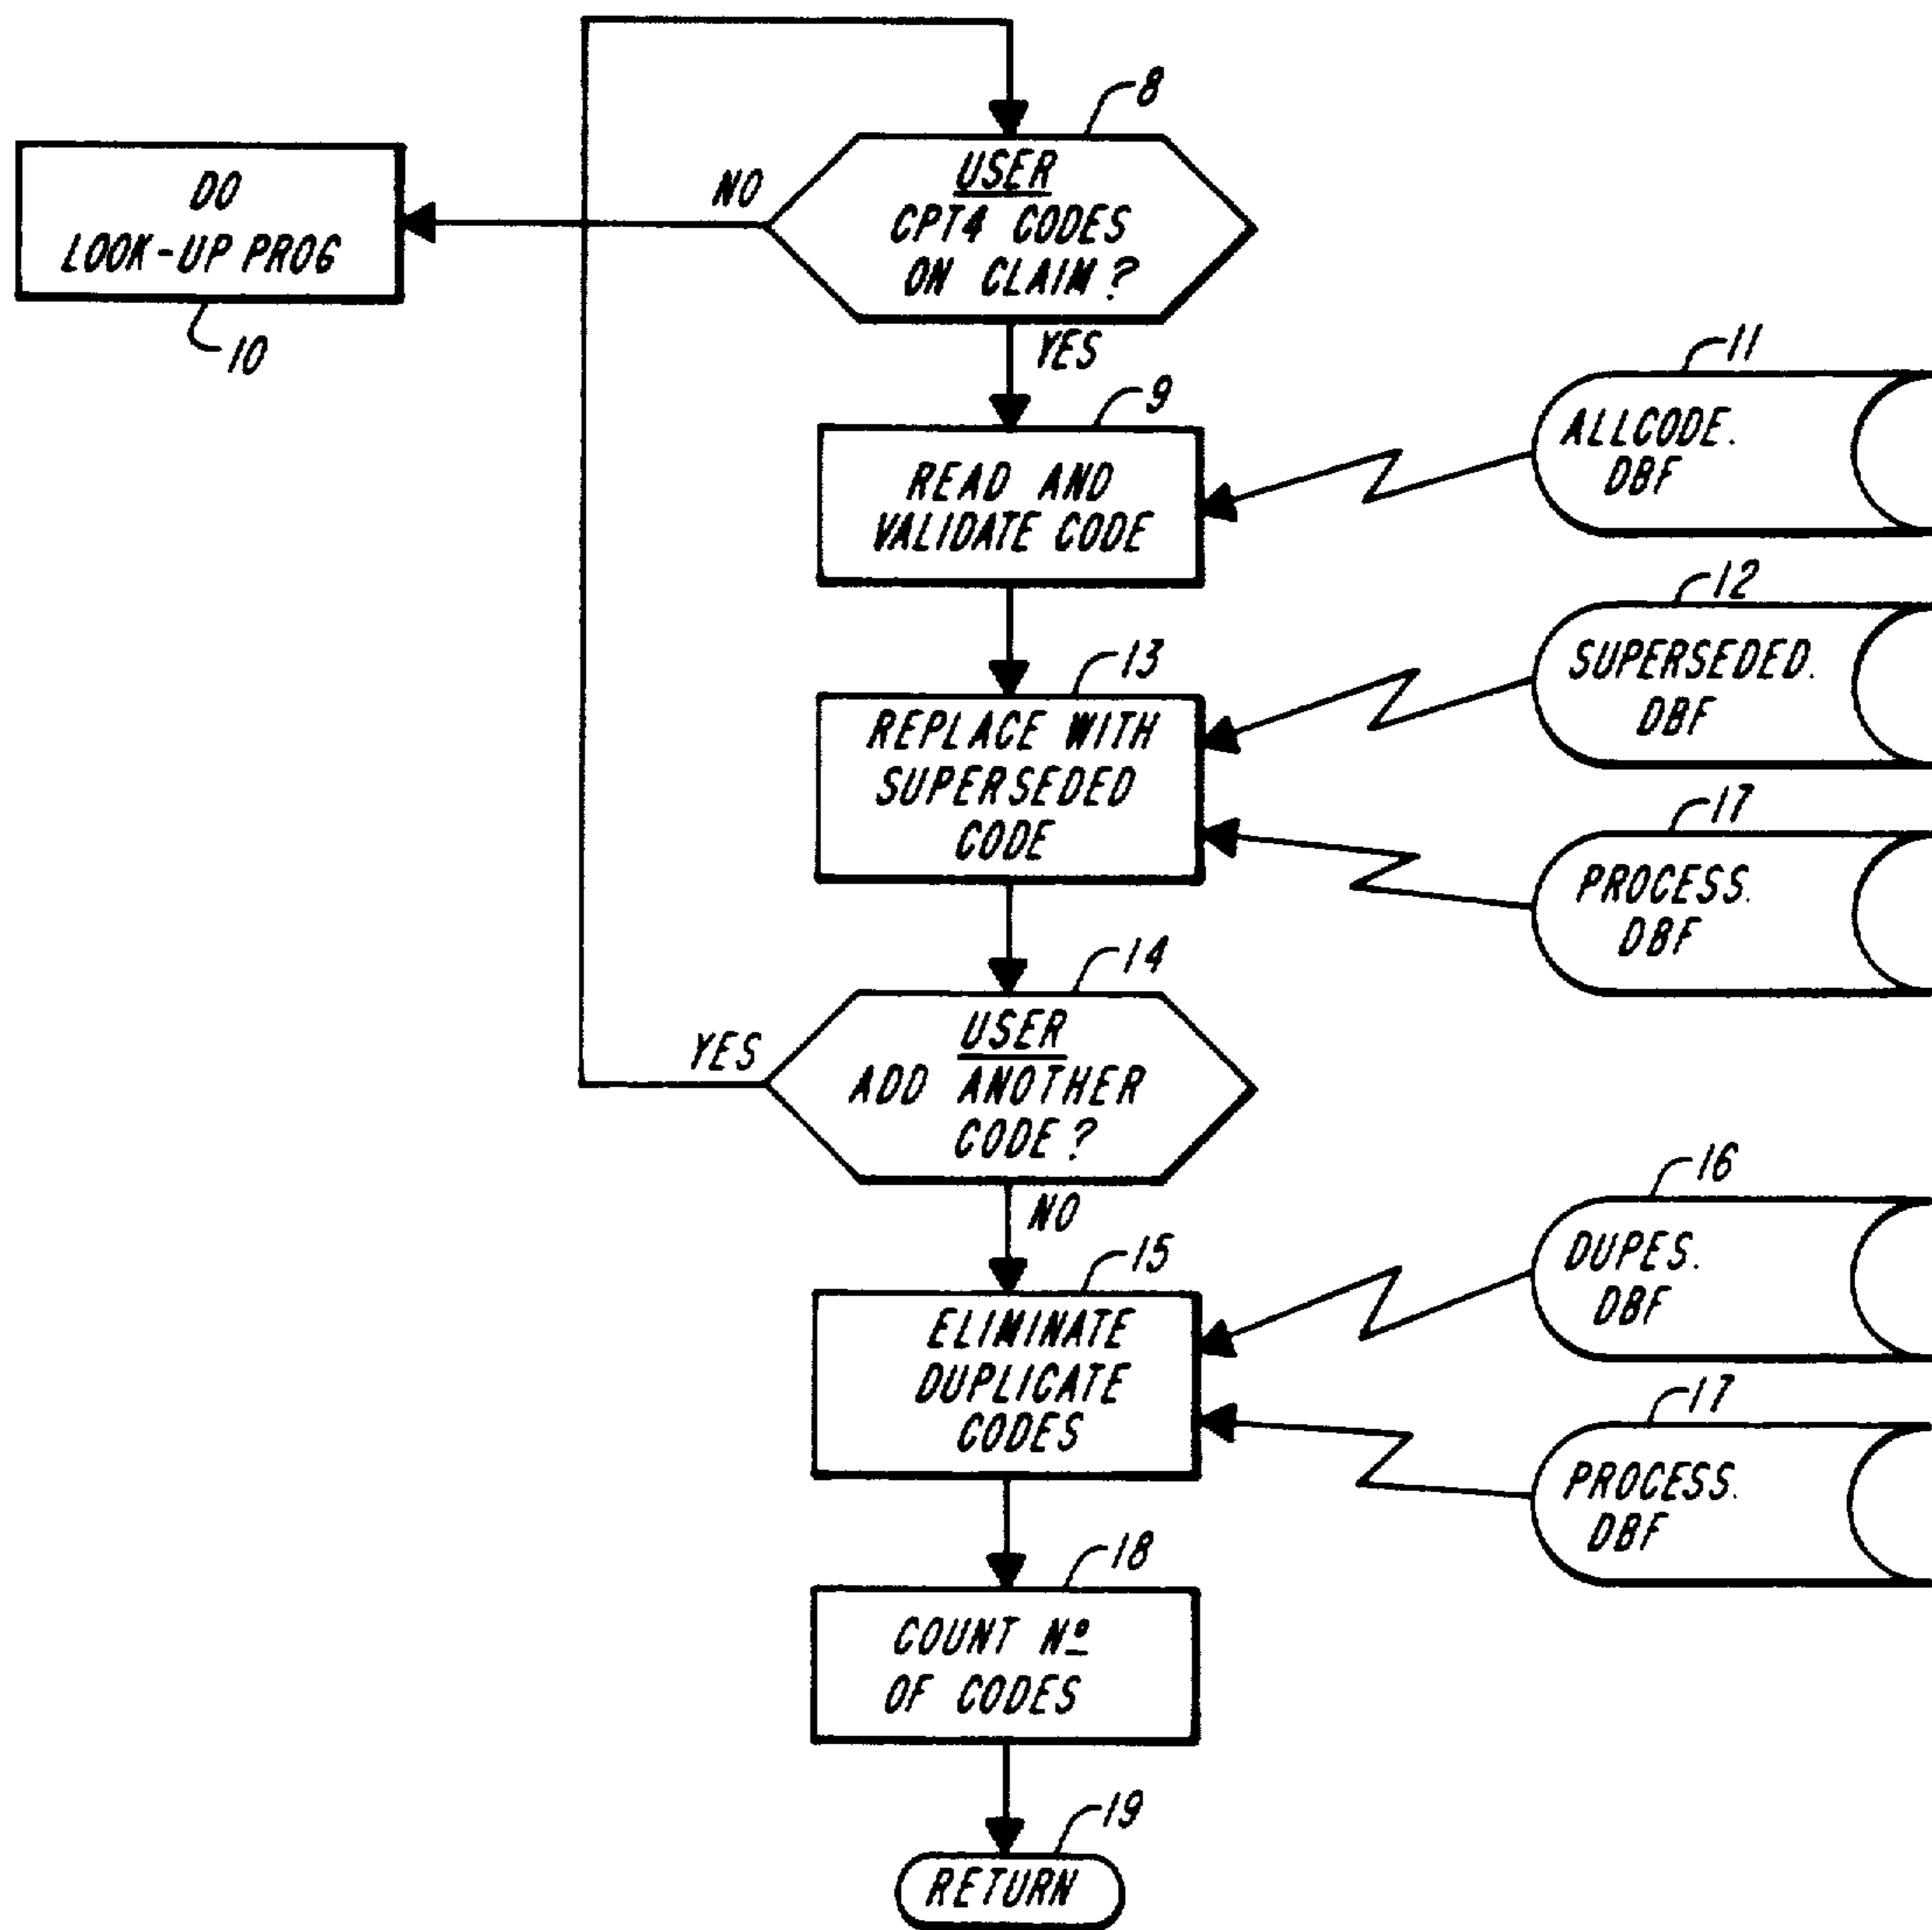 8
USER
CPT4 CODES
ON CLAIM?
NO
DO
LOOK-UP PROG
10
YES
9
READ AND
VALIDATE CODE
11
ALLCODE.
DBF
12
SUPERSEDED.
DBF
13
REPLACE WITH
SUPERSEDED
CODE
17
PROCESS.
DBF
14
USER
ADD ANOTHER
CODE?
YES
NO
15
ELIMINATE
DUPLICATE
CODES
16
DUPES.
DBF
17
PROCESS.
DBF
18
COUNT Nº
OF CODES
19
RETURN